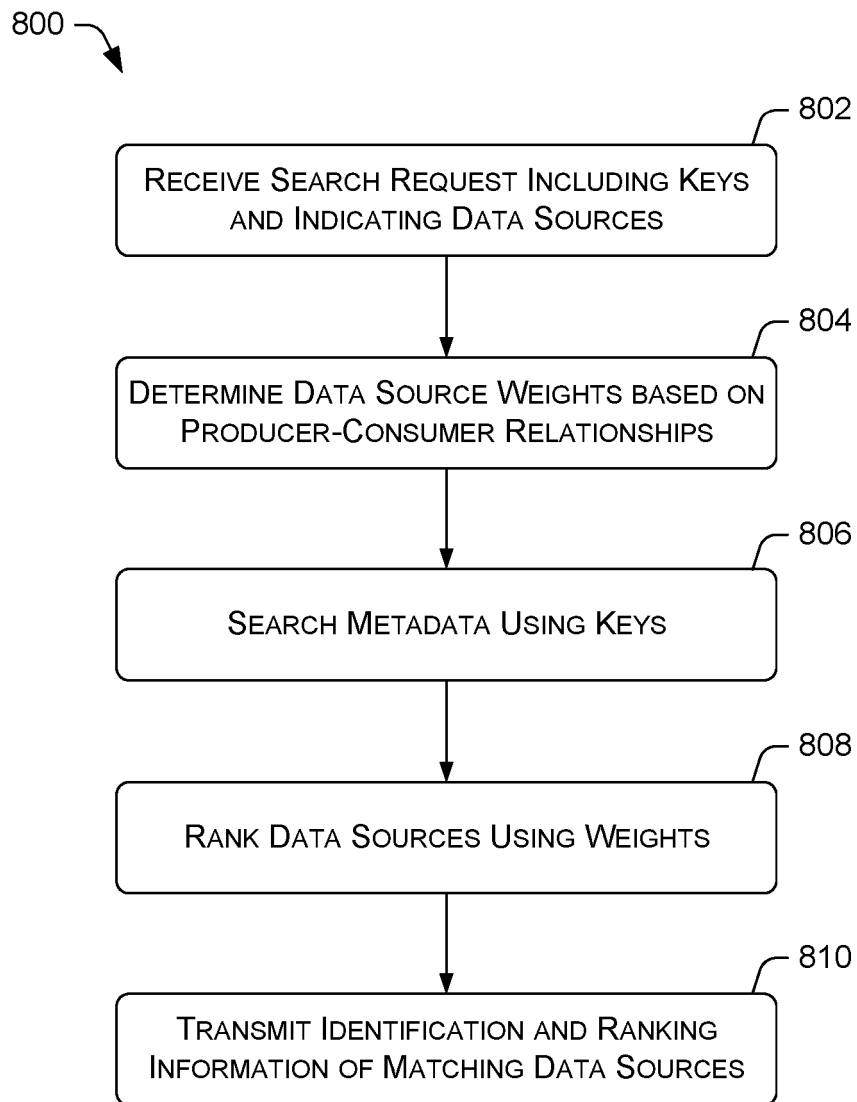 800
802
RECEIVE SEARCH REQUEST INCLUDING KEYS
AND INDICATING DATA SOURCES
804
DETERMINE DATA SOURCE WEIGHTS BASED ON
PRODUCER-CONSUMER RELATIONSHIPS
806
SEARCH METADATA USING KEYS
808
RANK DATA SOURCES USING WEIGHTS
810
TRANSMIT IDENTIFICATION AND RANKING
INFORMATION OF MATCHING DATA SOURCES